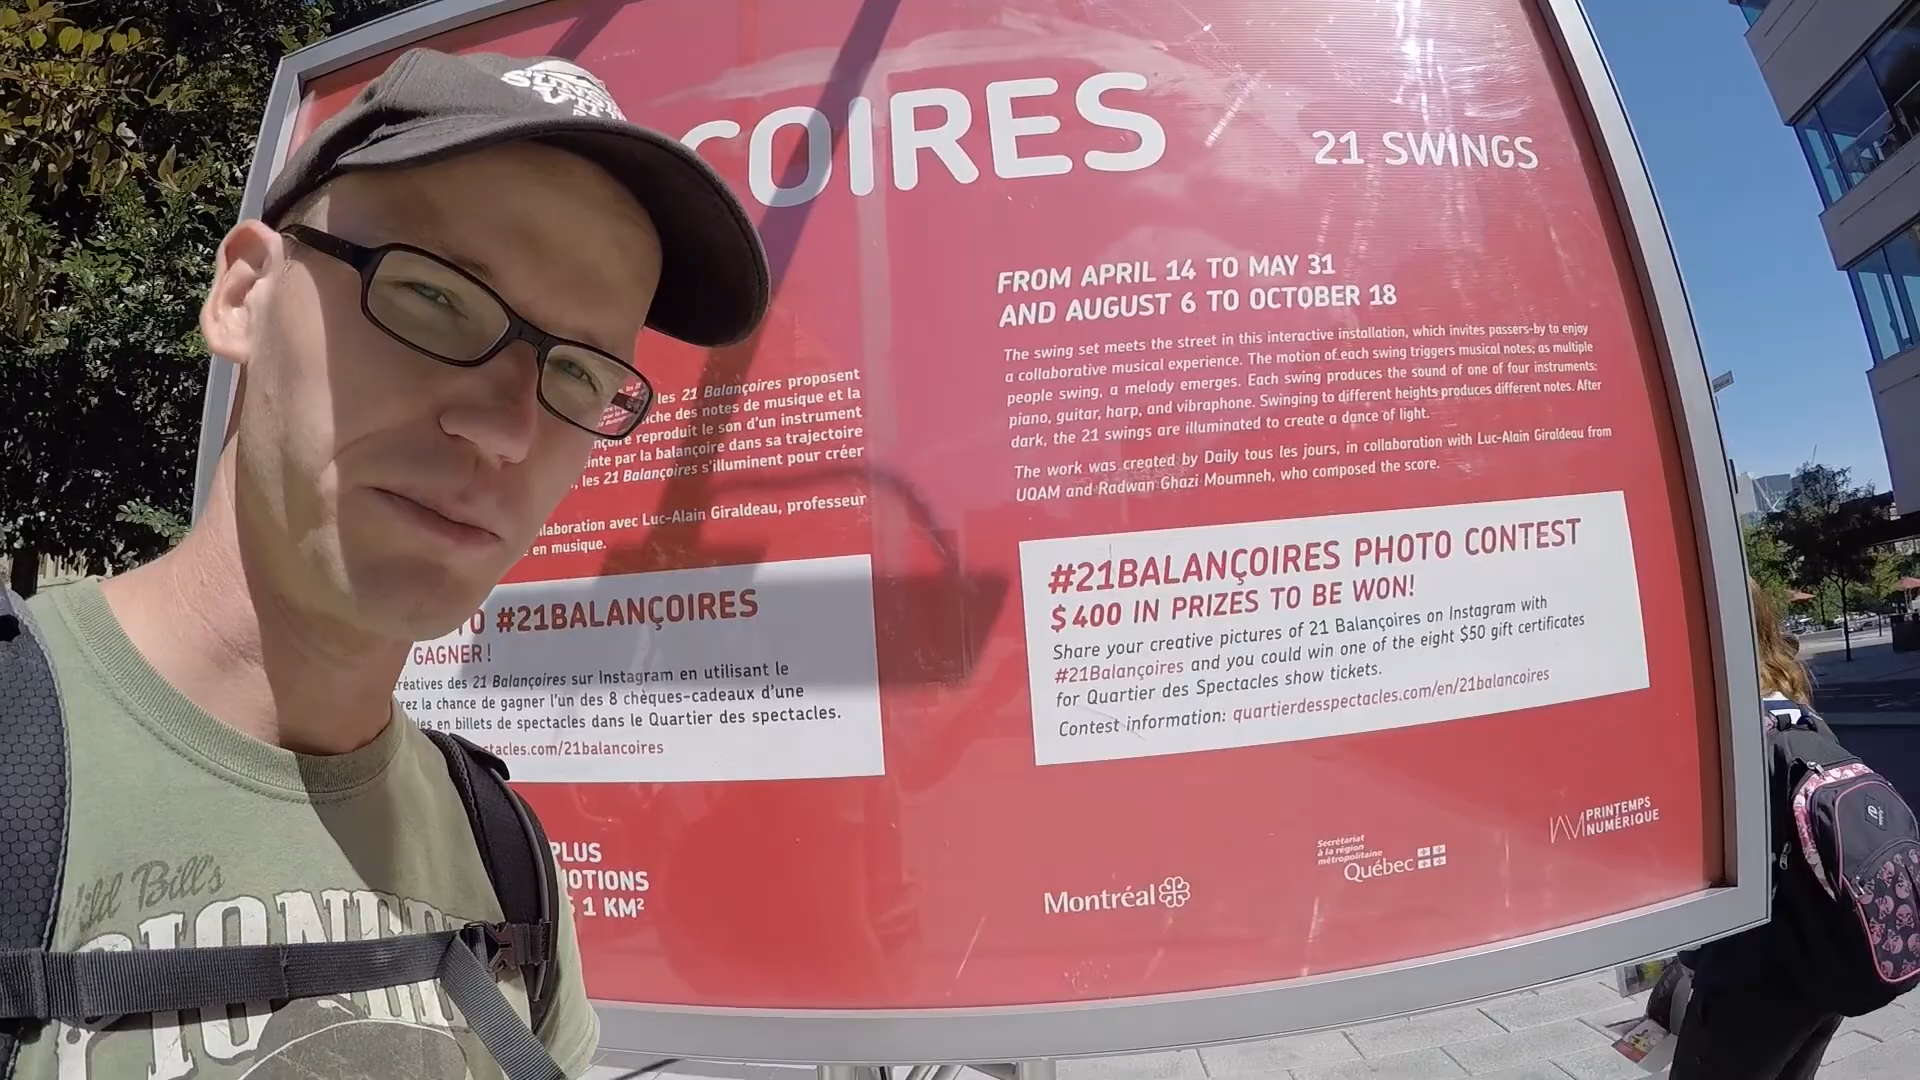 SUNS
ÇOIRES
21 SWINGS
les 21 Balançoires proposent
des notes de musique et la
reproduit le son d'un instrument
par la balançoire dans sa trajectoire
, les 21 Balançoires s'illuminent pour créer
avec Luc-Alain Giraldeau, professeur
en musique.
#21BALANÇOIRES
GAGNER!
des 21 Balançoires sur Instagram en utilisant le
la chance de gagner l'un des 8 chèques-cadeaux d'une
en billets de spectacles dans le Quartier des spectacles.
ctacles.com/21balancoires
PLUS
1 KM²
FROM APRIL 14 TO MAY 31
AND AUGUST 6 TO OCTOBER 18
The swing set meets the street in this interactive installation, which invites passers-by to enjoy
a collaborative musical experience. The motion of each swing triggers musical notes; as multiple
people swing, a melody emerges. Each swing produces the sound of one of four instruments:
piano, guitar, harp, and vibraphone. Swinging to different heights produces different notes. After
dark, the 21 swings are illuminated to create a dance of light.
The work was created by Daily tous les jours, in collaboration with Luc-Alain Giraldeau from
UQAM and Radwan Ghazi Moumneh, who composed the score.
#21BALANÇOIRES PHOTO CONTEST
$400 IN PRIZES TO BE WON!
Share your creative pictures of 21 Balançoires on Instagram with
#21Balançoires and you could win one of the eight $50 gift certificates
for Quartier des Spectacles show tickets.
Contest information: quartierdesspectacles.com/en/21balancoires
Montréal
Secrétariat
à la région
métropolitaine
Québec
PRINTEMPS
NUMÉRIQUE
Wild Bill's